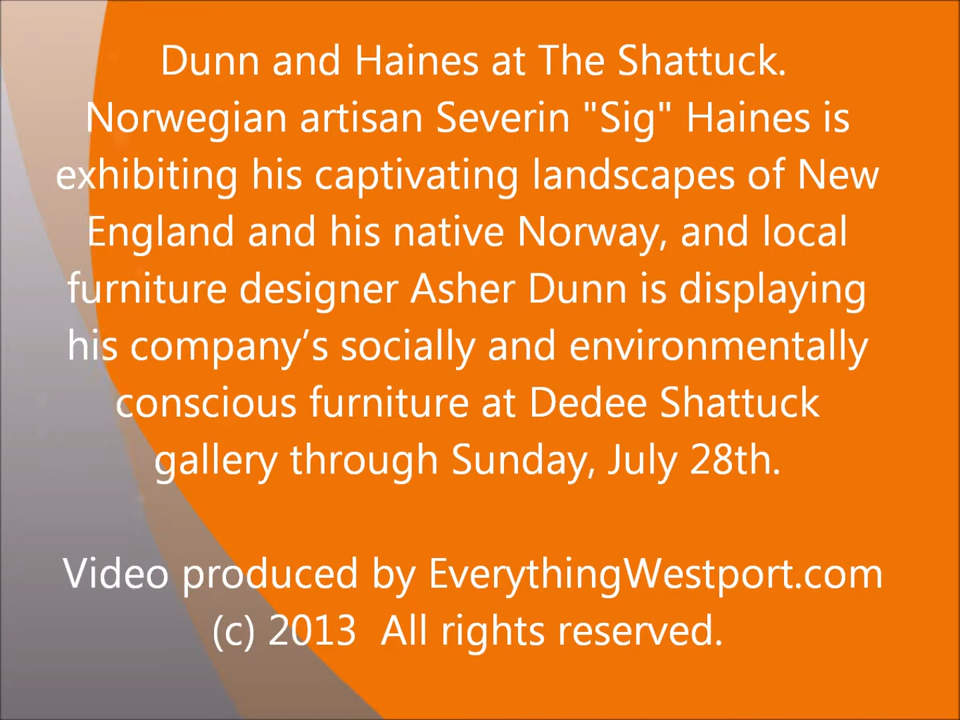 Dunn and Haines at The Shattuck.
Norwegian artisan Severin "Sig" Haines is
exhibiting his captivating landscapes of New
England and his native Norway, and local
furniture designer Asher Dunn is displaying
his company’s socially and environmentally
conscious furniture at Dedee Shattuck
gallery through Sunday, July 28th.
Video produced by EverythingWestport.com
(c) 2013  All rights reserved.